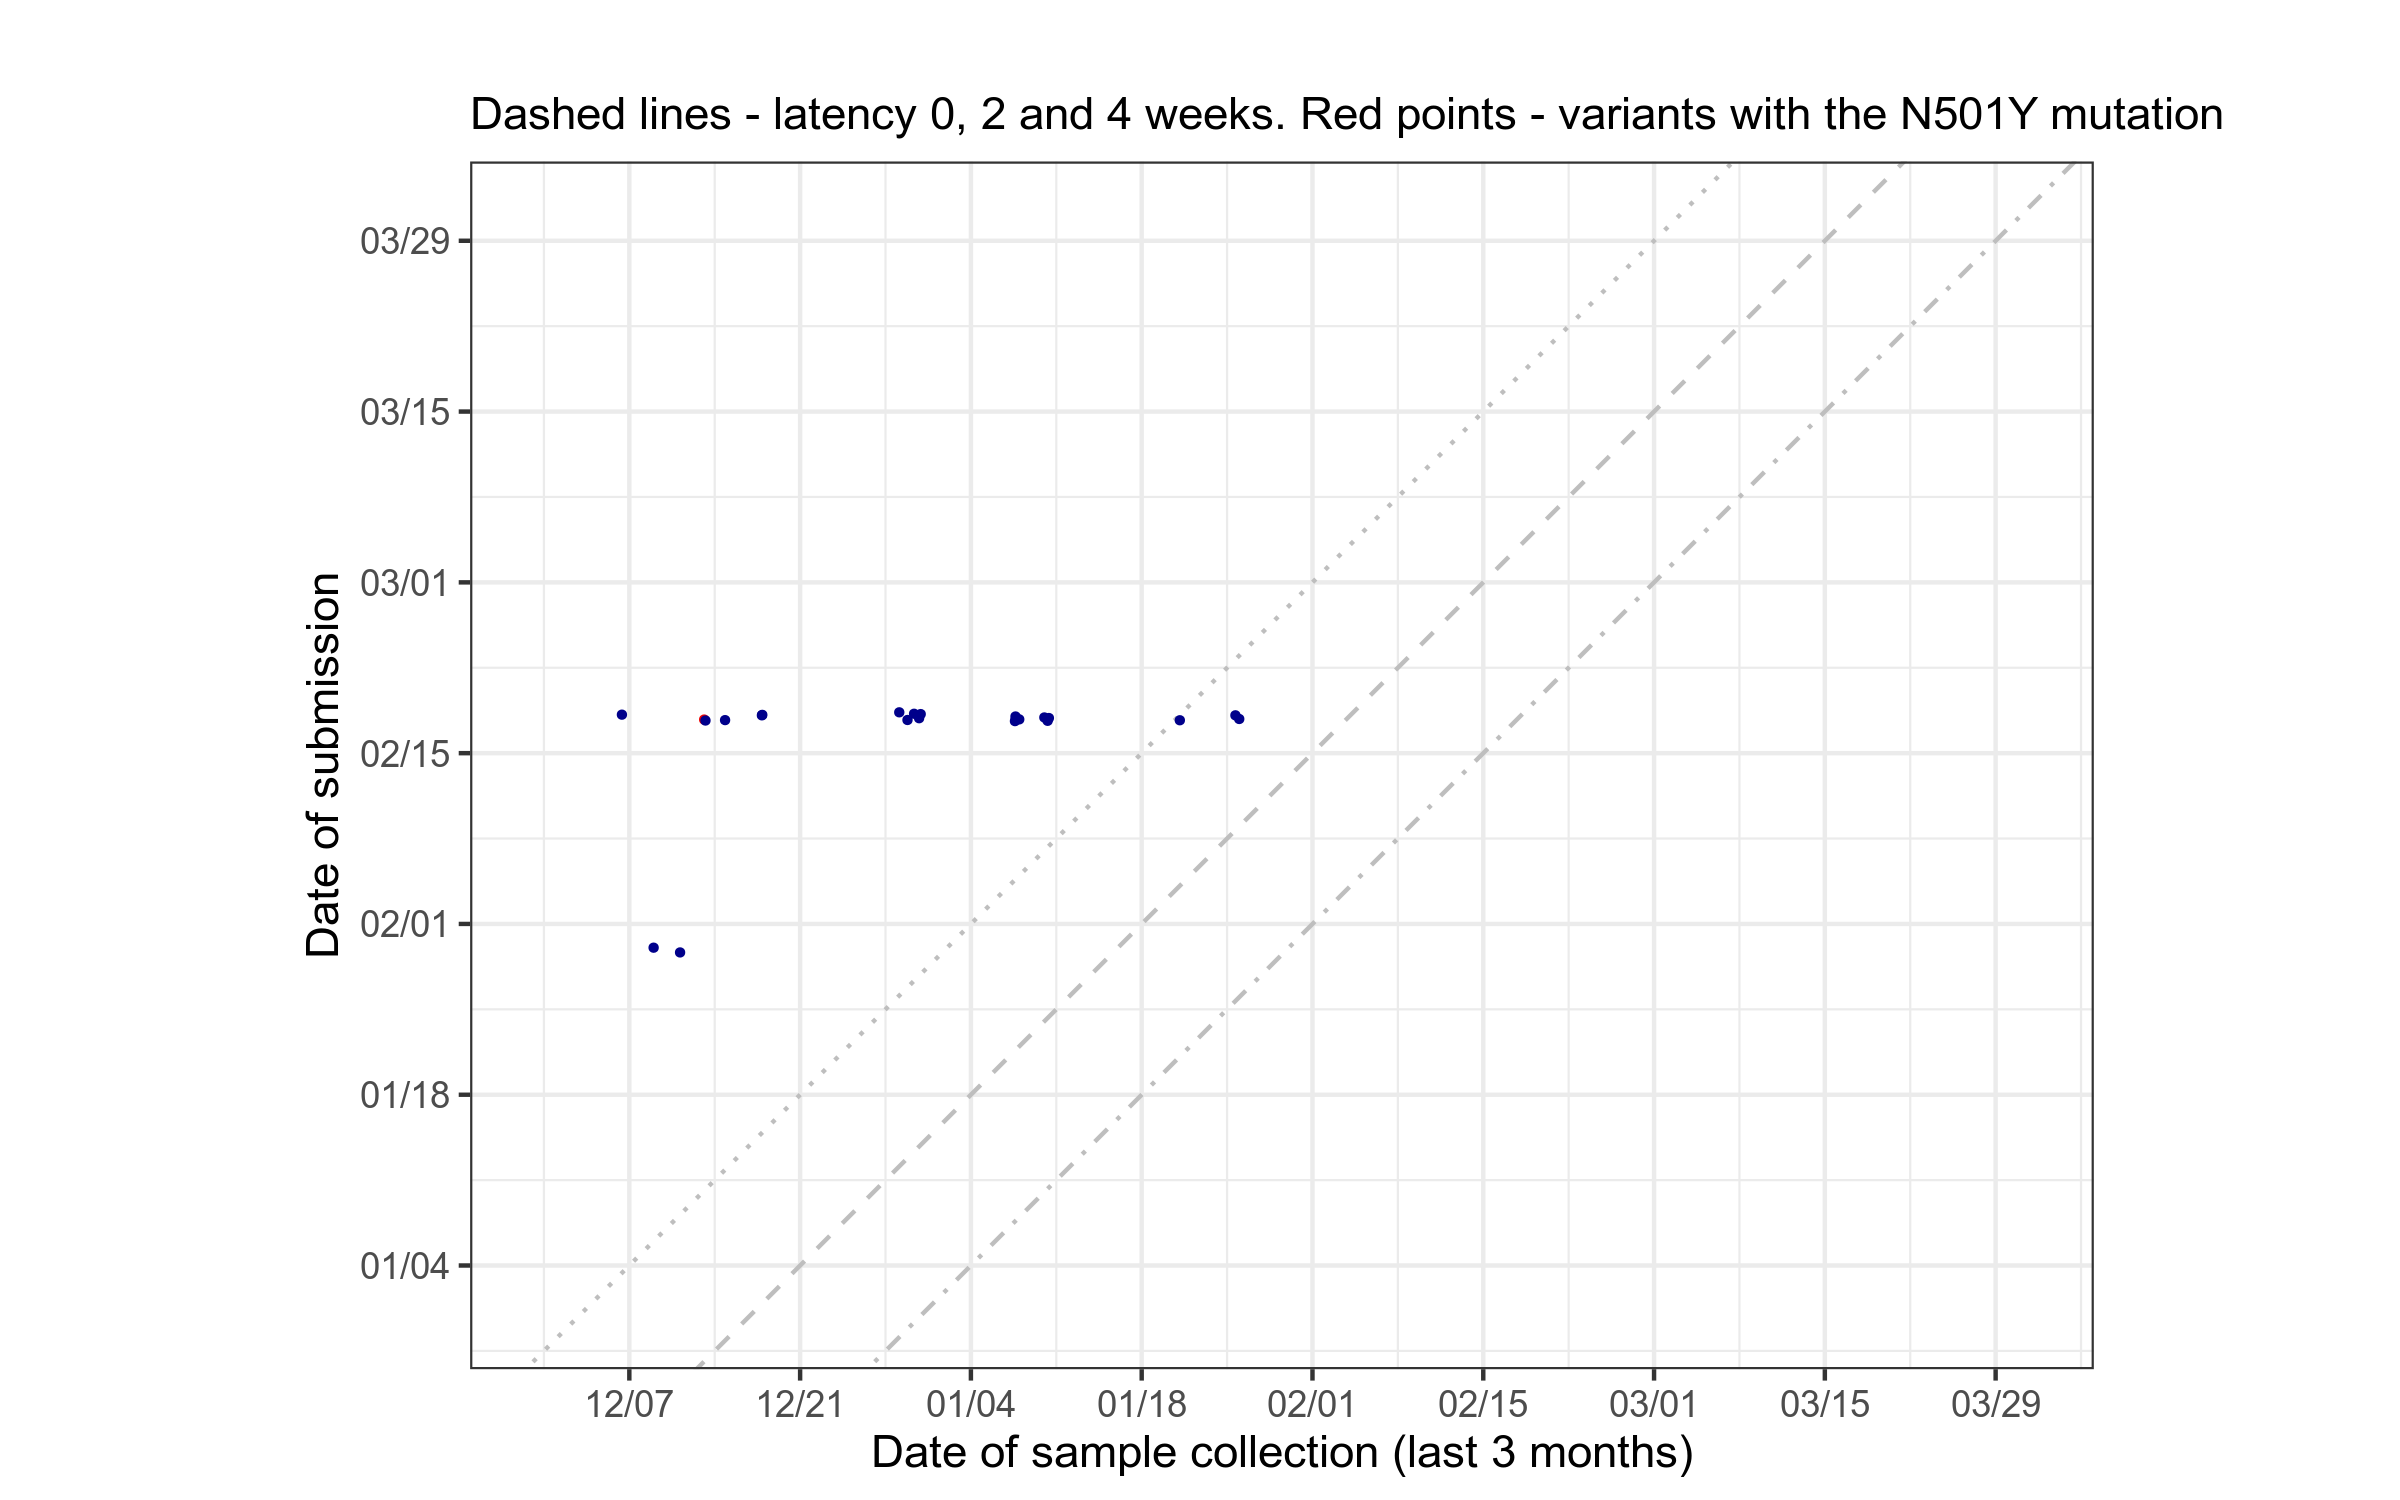 Dashed lines - latency 0, 2 and 4 weeks. Red points - variants with the N501Y mutation
Date of submission
03/29
03/15
03/01
02/15
02/01
01/18
01/04
12/07 12/21 01/04 01/18 02/01 02/15 03/01 03/15 03/29
Date of sample collection (last 3 months)